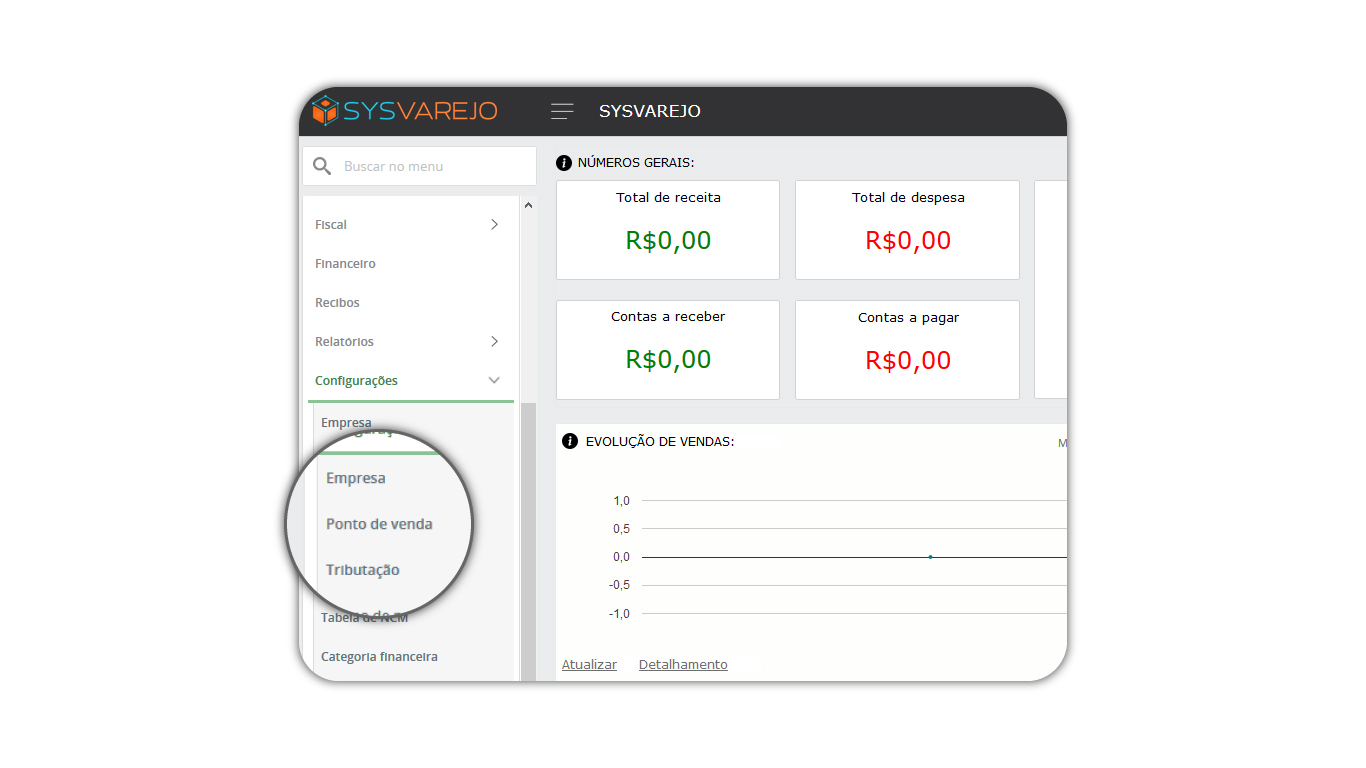 SYSVAREJO
SYSVAREJO
Buscar no menu
Fiscal
Financeiro
Recibos
Relatórios
Configurações
Empresa
Empresa
Ponto de venda
Tributação
Tabela de NCM
Categoria financeira
NÚMEROS GERAIS:
Total de receita
R$0,00
Total de despesa
R$0,00
Contas a receber
R$0,00
Contas a pagar
R$0,00
EVOLUÇÃO DE VENDAS:
M
1,0
0,5
0,0
-0,5
-1,0
Atualizar Detalhamento